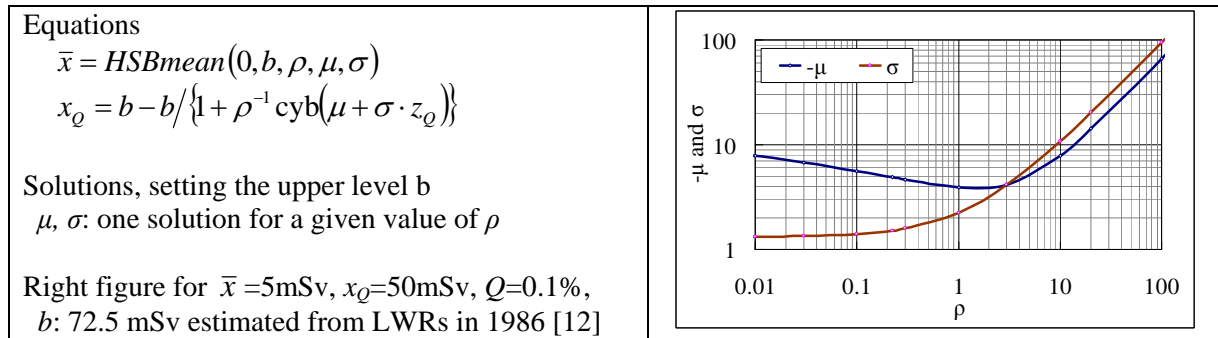 Equations
x̄ = HSBmean(0, b, ρ, μ, σ)
x_Q = b − b/{1 + ρ⁻¹ cyb(μ + σ · z_Q)}
Solutions, setting the upper level b
μ, σ: one solution for a given value of ρ
Right figure for x̄ =5mSv, x_Q=50mSv, Q=0.1%,
b: 72.5 mSv estimated from LWRs in 1986 [12]
-μ σ
100
10
1
-μ and σ
0.01 0.1 1 10 100
ρ